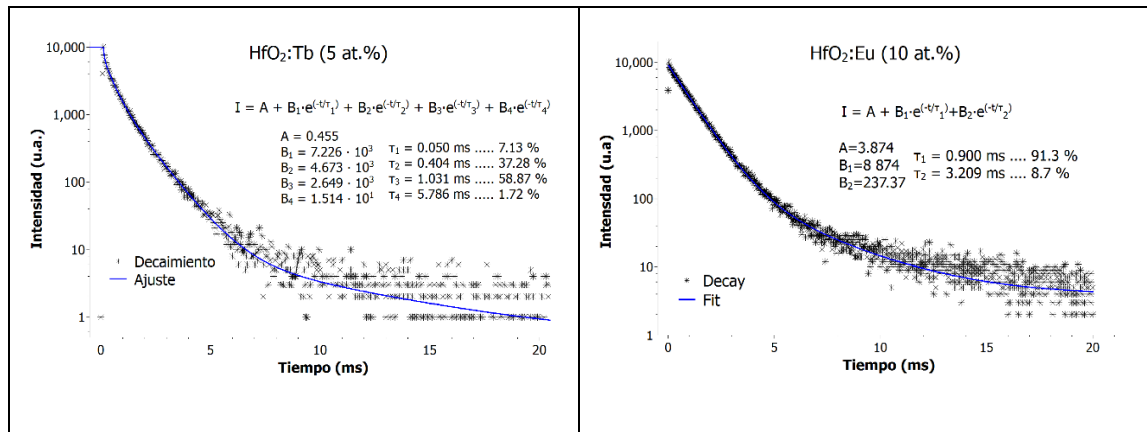 HfO₂:Tb (5 at.%)
I = A + B₁·e^(-t/τ₁) + B₂·e^(-t/τ₂) + B₃·e^(-t/τ₃) + B₄·e^(-t/τ₄)
A = 0.455
B₁ = 7.226 · 10³
B₂ = 4.673 · 10³
B₃ = 2.649 · 10³
B₄ = 1.514 · 10¹
τ₁ = 0.050 ms ..... 7.13 %
τ₂ = 0.404 ms ..... 37.28 %
τ₃ = 1.031 ms ..... 58.87 %
τ₄ = 5.786 ms ..... 1.72 %
Intensidad (u.a.)
10,000
1,000
100
10
1
Decaimiento
Ajuste
0 5 10 15 20
Tiempo (ms)
HfO₂:Eu (10 at.%)
I = A + B₁·e^(-t/τ₁)+B₂·e^(-t/τ₂)
A=3.874
B₁=8 874
B₂=237.37
τ₁ = 0.900 ms .... 91.3 %
τ₂ = 3.209 ms .... 8.7 %
Intensidad (u.a)
10,000
1,000
100
10
1
Decay
Fit
0 5 10 15 20
Tiempo (ms)